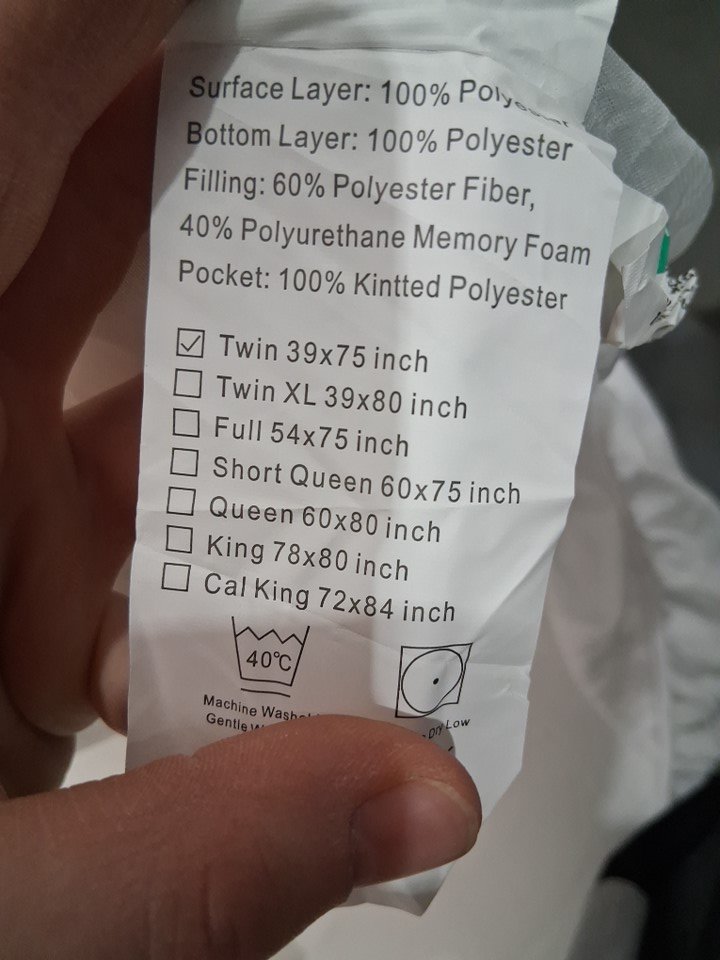 Surface Layer: 100% Polyester
Bottom Layer: 100% Polyester
Filling: 60% Polyester Fiber,
40% Polyurethane Memory Foam
Pocket: 100% Kintted Polyester
Twin 39x75 inch
Twin XL 39x80 inch
Full 54x75 inch
Short Queen 60x75 inch
Queen 60x80 inch
King 78x80 inch
Cal King 72x84 inch
40°C
Machine
Gentle
Dry Low